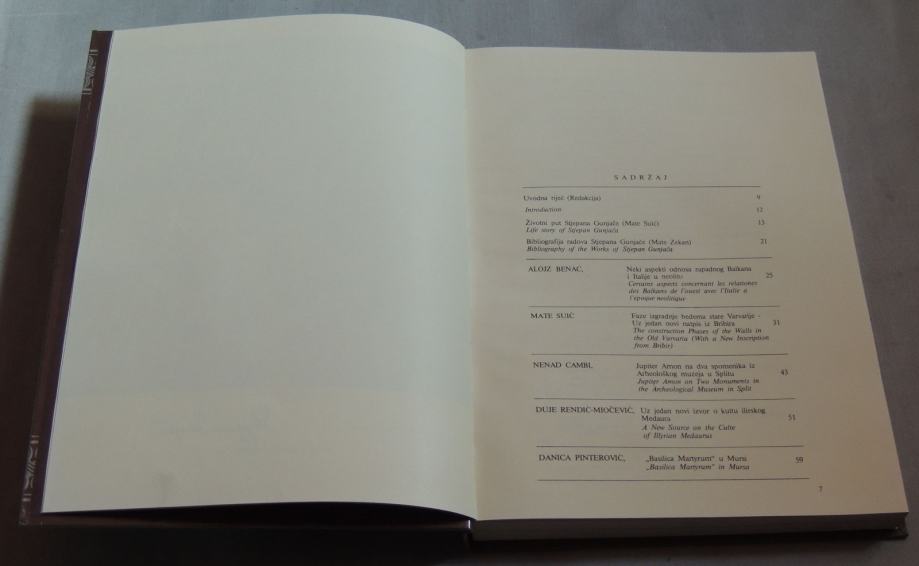 SADRŽAJ
Uvodna riječ (Redakcija) 9
Introduction 12
Životni put Stjepana Gunjače (Mate Suić) 13
Life story of Stjepan Gunjača
Bibliografija radova Stjepana Gunjače (Mate Zekan) 21
Bibliography of the Works of Stjepan Gunjača
ALOJZ BENAC, Neki aspekti odnosa zapadnog Balkana
i Italije u neolitu 25
Certains aspects concernant les relationes
des Balkans de l'ouest avec l'Italie a
l'epoque neolitique
MATE SUIĆ Faze izgradnje bedema stare Varvarije -
Uz jedan novi natpis iz Bribira 31
The construction Phases of the Walls in
the Old Varvaria (With a New Inscription
from Bribir)
NENAD CAMBI, Jupiter Amon na dva spomenika iz
Arheološkog muzeja u Splitu 43
Jupiter Amon on Two Monuments in
the Archeological Museum in Split
DUJE RENDIĆ-MIOČEVIĆ, Uz jedan novi izvor o kultu ilirskog
Medaura 51
A New Source on the Culte
of Illyrian Medaurus
DANICA PINTEROVIĆ, „Basilica Martyrum" u Mursi 59
„Basilica Martyrum" in Mursa
7